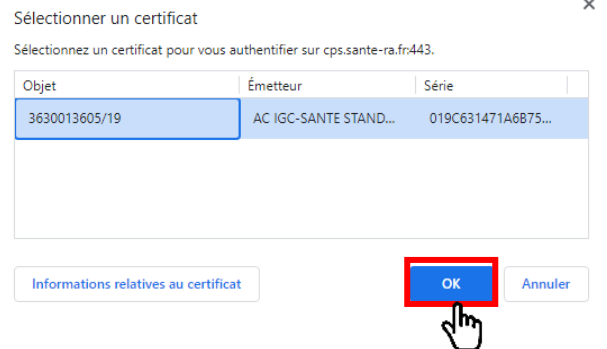 Sélectionner un certificat
Sélectionnez un certificat pour vous authentifier sur cps.sante-ra.fr:443.
Objet Émetteur Série
3630013605/19 AC IGC-SANTE STAND... 019C631471A6B75...
Informations relatives au certificat OK Annuler